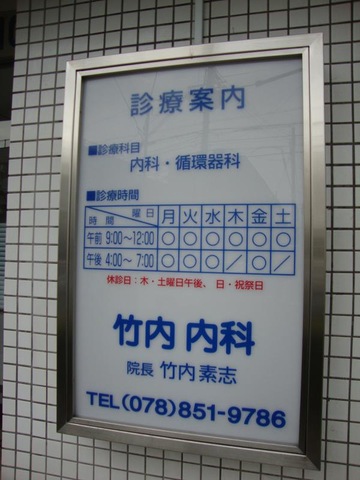 診療案内
■診療科目
内科・循環器科
■診療時間
時間 曜日 月 火 水 木 金 土
午前 9:00〜12:00 ○ ○ ○ ○ ○ ○
午後 4:00〜7:00 ○ ○ ○ / ○ /
休診日:木・土曜日午後、日・祝祭日
竹内 内科
院長 竹内素志
TEL(078)851-9786